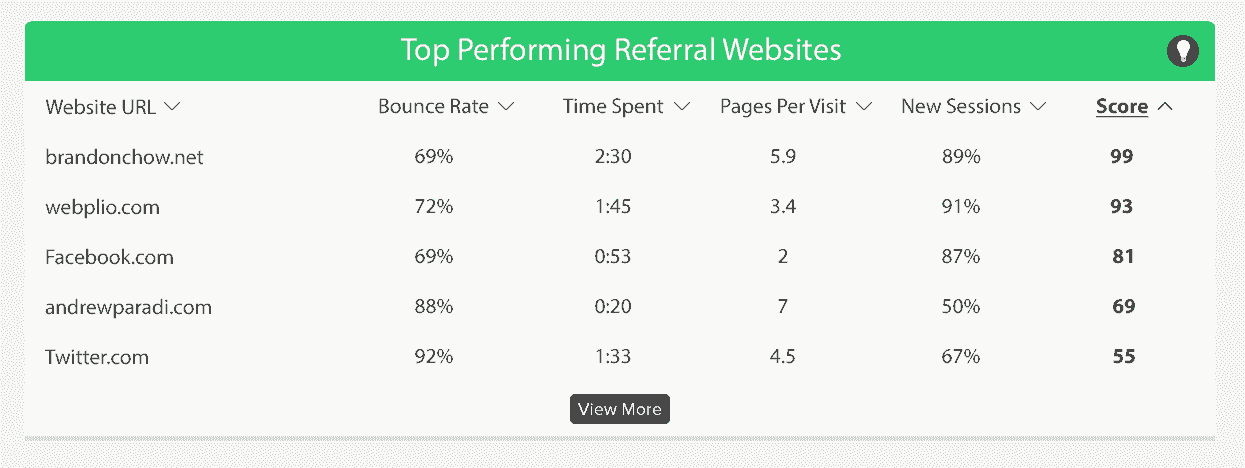 Top Performing Referral Websites
Website URL Bounce Rate Time Spent Pages Per Visit New Sessions Score
brandonchow.net 69% 2:30 5.9 89% 99
webplio.com 72% 1:45 3.4 91% 93
Facebook.com 69% 0:53 2 87% 81
andrewparadi.com 88% 0:20 7 50% 69
Twitter.com 92% 1:33 4.5 67% 55
View More